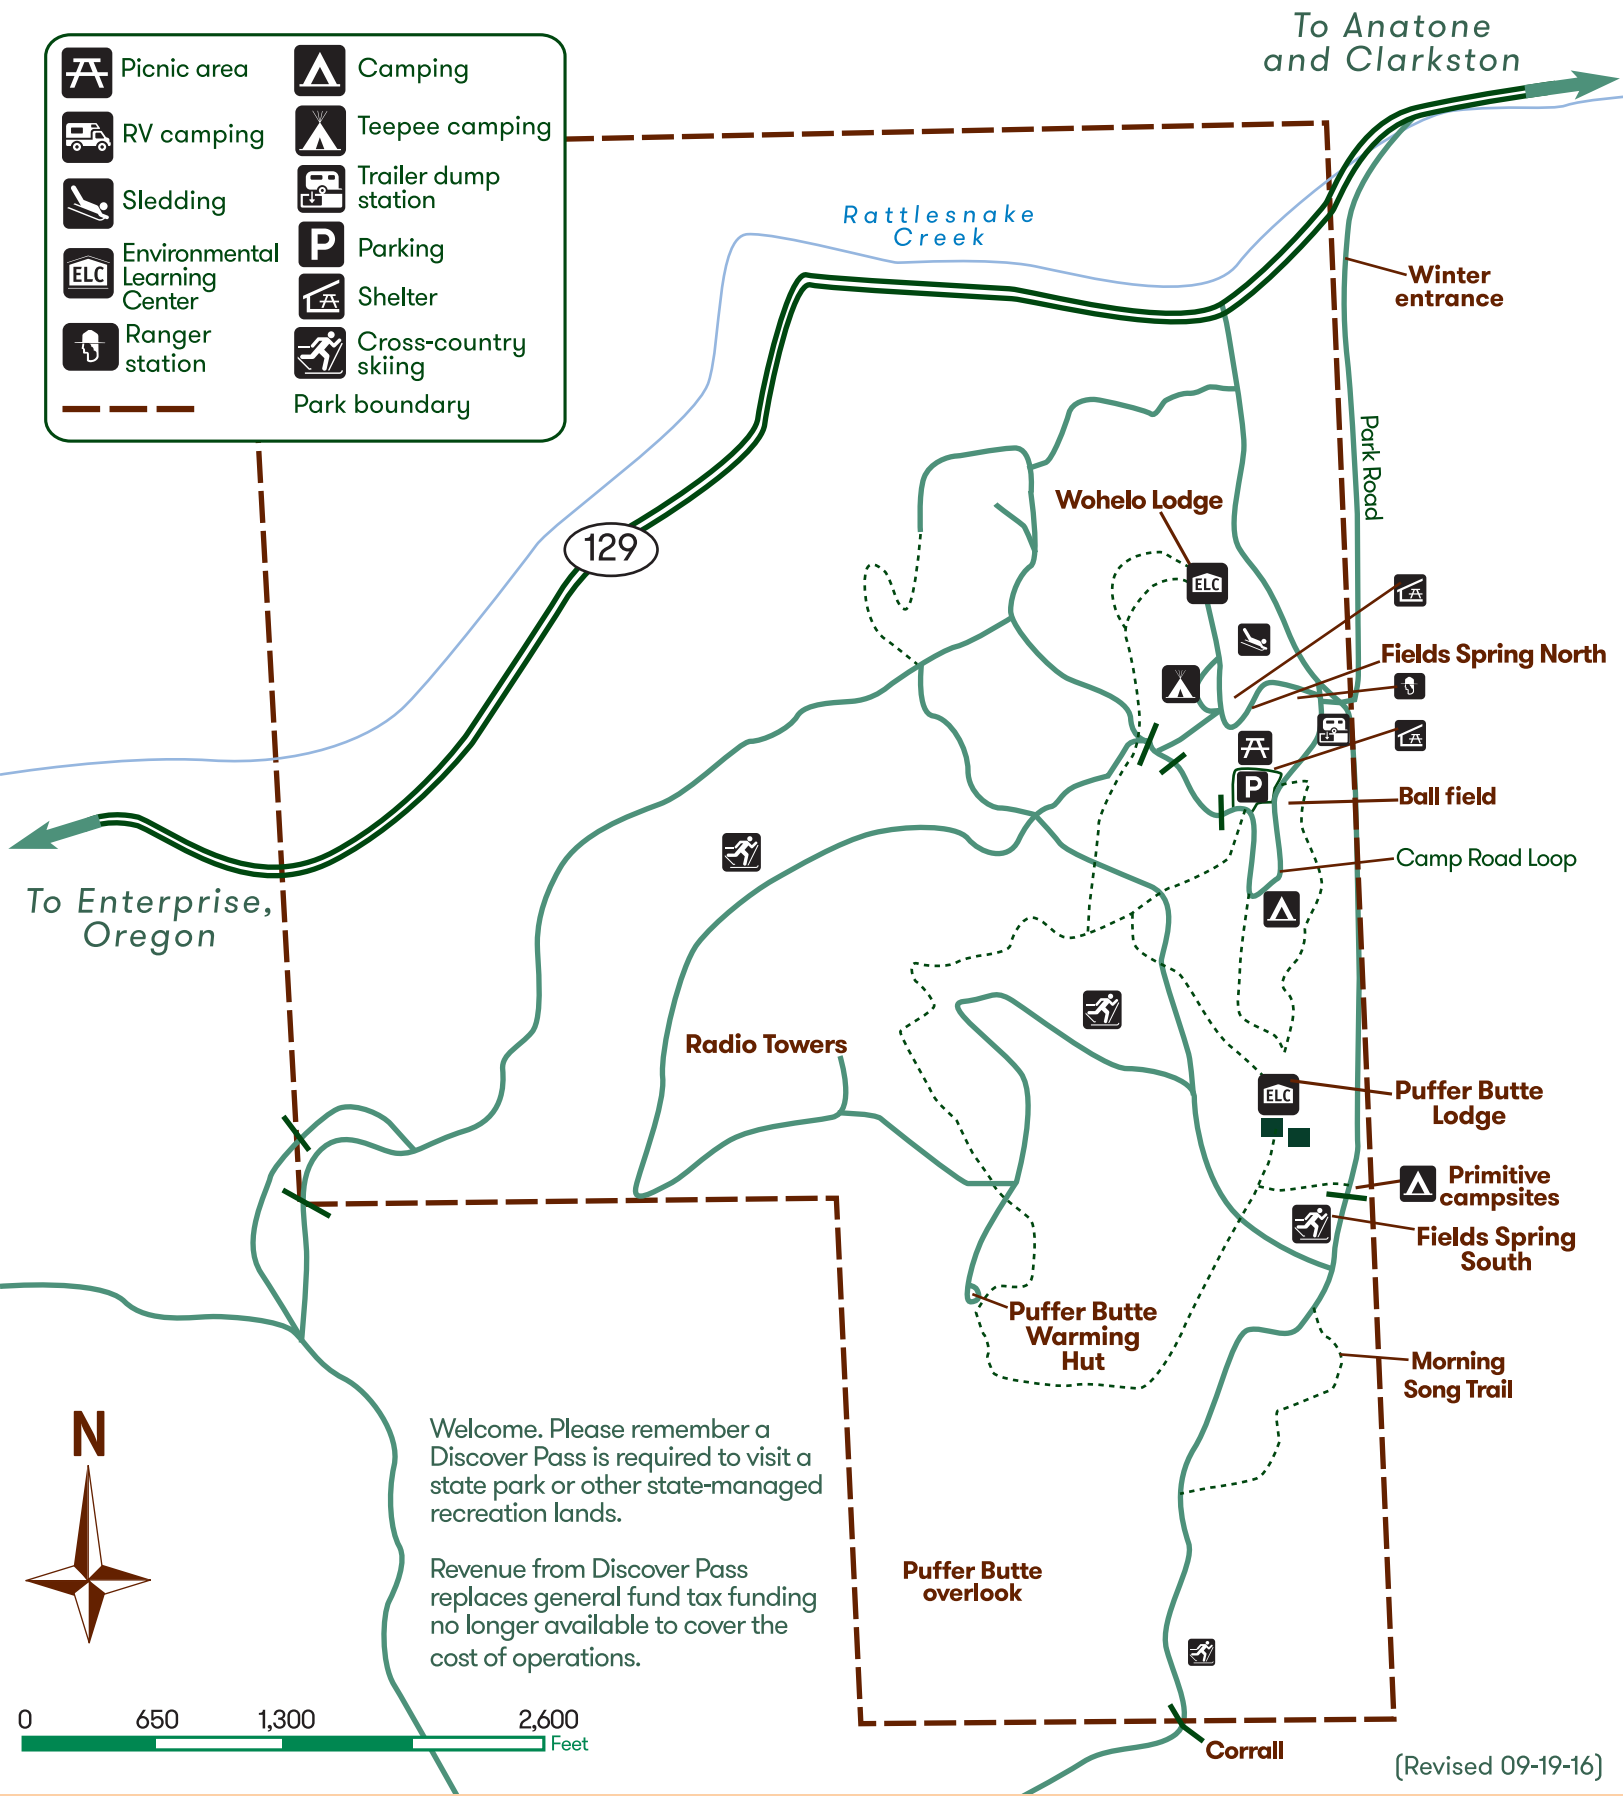 To Anatone
and Clarkston
Picnic area
RV camping
Sledding
ELC
Environmental
Learning
Center
Ranger
station
Camping
Teepee camping
Trailer dump
station
P
Parking
Shelter
Cross-country
skiing
Park boundary
Rattlesnake
Creek
Winter
entrance
Park Road
129
Wohelo Lodge
ELC
Fields Spring North
P
Ball field
Camp Road Loop
To Enterprise,
Oregon
Radio Towers
ELC
Puffer Butte
Lodge
Primitive
campsites
Fields Spring
South
Puffer Butte
Warming
Hut
Morning
Song Trail
N
Welcome. Please remember a
Discover Pass is required to visit a
state park or other state-managed
recreation lands.
Revenue from Discover Pass
replaces general fund tax funding
no longer available to cover the
cost of operations.
Puffer Butte
overlook
0 650 1,300 2,600
Feet
Corrall
(Revised 09-19-16)